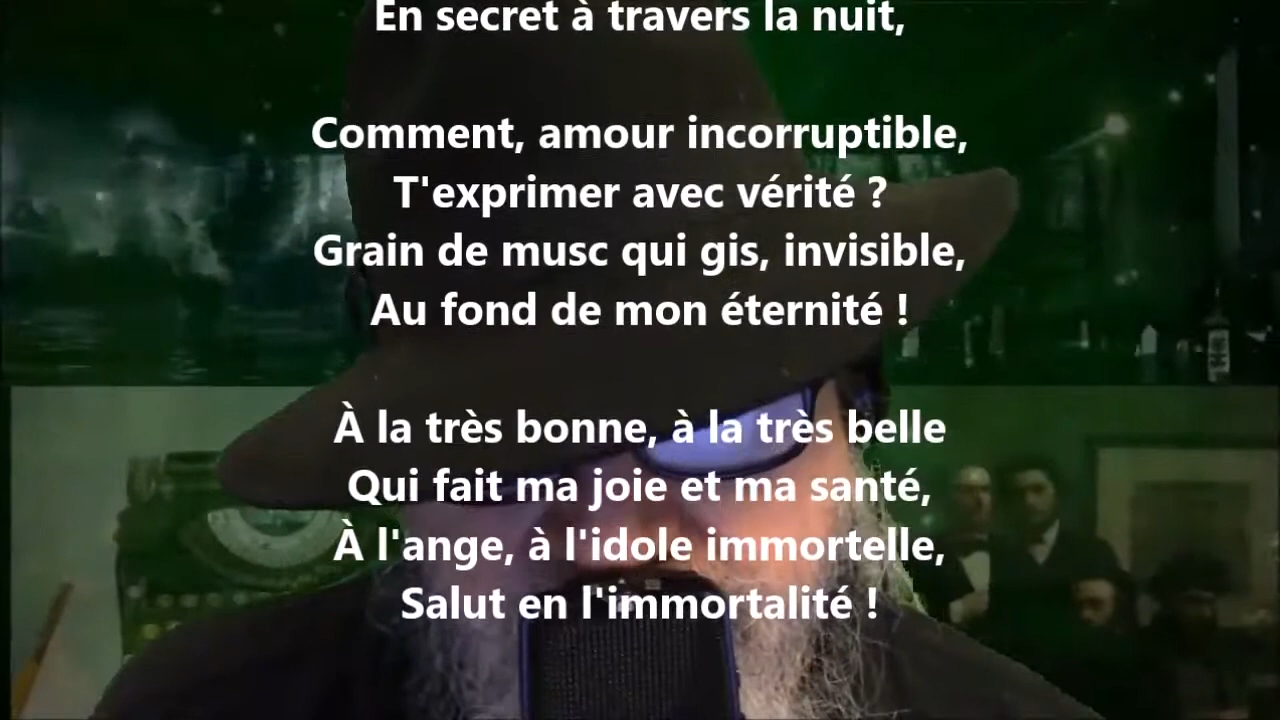 En secret à travers la nuit,
Comment, amour incorruptible,
T'exprimer avec vérité ?
Grain de musc qui gis, invisible,
Au fond de mon éternité !
À la très bonne, à la très belle
Qui fait ma joie et ma santé,
À l'ange, à l'idole immortelle,
Salut en l'immortalité !